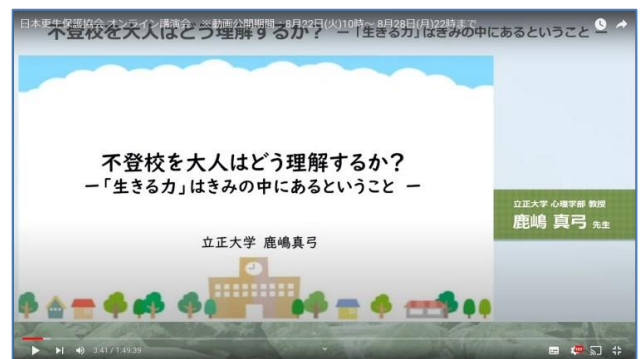 日本更生保護協会 オンライン講演会 ※動画公開期間 8月22日(火)10時~8月28日(月)22時まで
不登校を大人はどう理解するか? ー「生きる力」はきみの中にあるということ ー
不登校を大人はどう理解するか?
ー「生きる力」はきみの中にあるということ ー
立正大学 鹿嶋真弓
立正大学 心理学部 教授
鹿嶋 真弓 先生
3:41 / 1:49:39